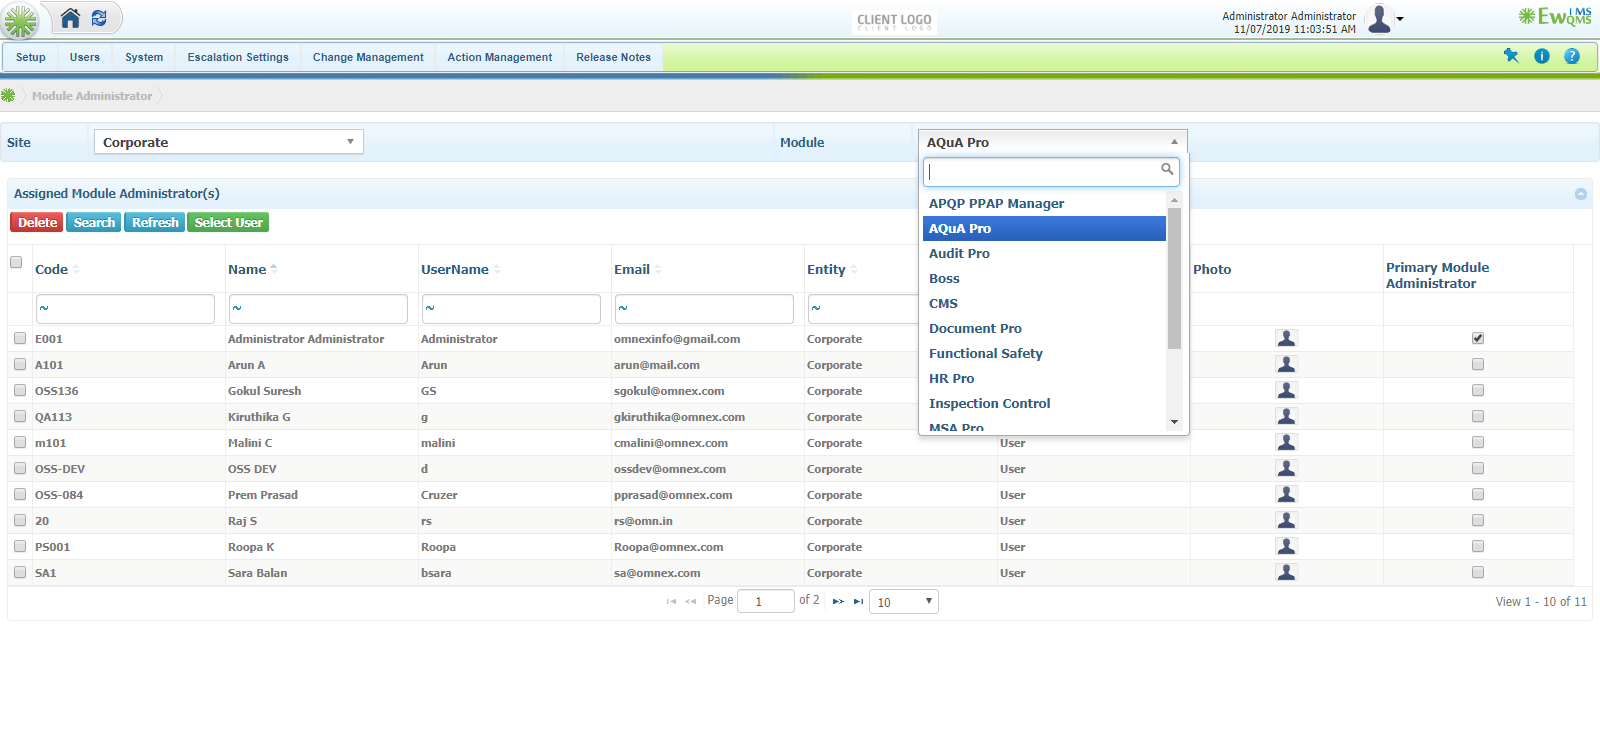 CLIENT LOGO
CLIENT LOGO
Administrator Administrator
11/07/2019 11:03:51 AM
EwQMS
IMS
Setup Users System Escalation Settings Change Management Action Management Release Notes
Module Administrator
Site Corporate Module AQuA Pro
Assigned Module Administrator(s)
Delete Search Refresh Select User
APQP PPAP Manager
AQuA Pro
Audit Pro
Boss
CMS
Document Pro
Functional Safety
HR Pro
Inspection Control
MSA Pro
Code Name UserName Email Entity Photo Primary Module Administrator
~ ~ ~ ~ ~
E001 Administrator Administrator Administrator omnexinfo@gmail.com Corporate
A101 Arun A Arun arun@mail.com Corporate
OSS136 Gokul Suresh GS sgokul@omnex.com Corporate
QA113 Kiruthika G g gkiruthika@omnex.com Corporate
m101 Malini C malini cmalini@omnex.com Corporate User
OSS-DEV OSS DEV d ossdev@omnex.com Corporate User
OSS-084 Prem Prasad Cruzer pprasad@omnex.com Corporate User
20 Raj S rs rs@omn.in Corporate User
PS001 Roopa K Roopa Roopa@omnex.com Corporate User
SA1 Sara Balan bsara sa@omnex.com Corporate User
Page 1 of 2 10 View 1 - 10 of 11